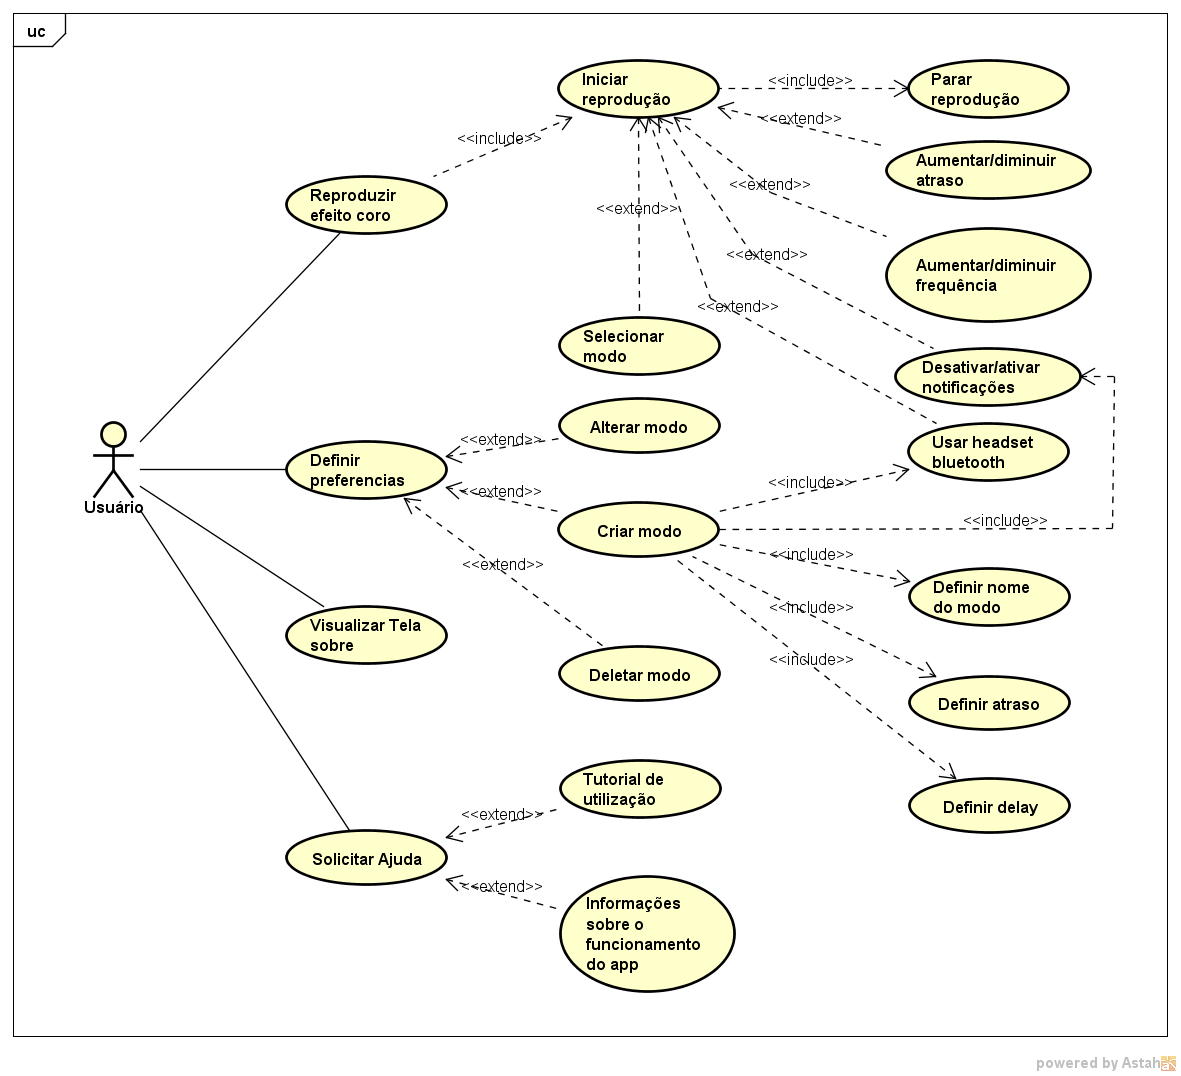 uc
Iniciar
reprodução
<<include>>
Parar
reprodução
<<extend>>
<<include>>
Aumentar/diminuir
atraso
Reproduzir
efeito coro
<<extend>>
<<extend>>
<<extend>>
Aumentar/diminuir
frequência
<<extend>>
Selecionar
modo
Desativar/ativar
notificações
Alterar modo
<<extend>>
Usar headset
bluetooth
Definir
preferencias
<<extend>>
<<include>>
Usuário
Criar modo
<<include>>
<<include>>
<<extend>>
Definir nome
do modo
<<include>>
Visualizar Tela
sobre
<<include>>
Deletar modo
Definir atraso
Tutorial de
utilização
<<extend>>
Definir delay
Solicitar Ajuda
<<extend>>
Informações
sobre o
funcionamento
do app
powered by Astah